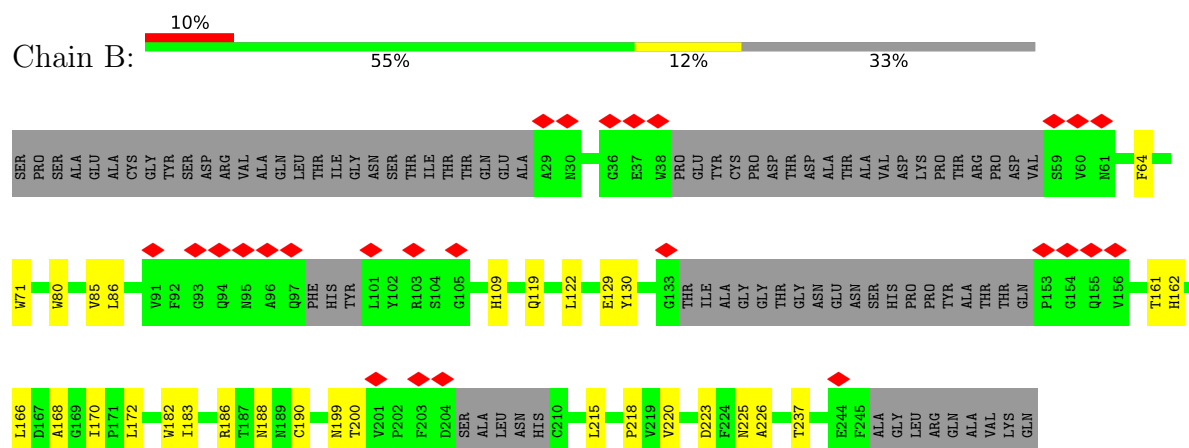 10%
Chain B:
55% 12% 33%
SER PRO SER ALA GLU ALA CYS GLY TYR SER ASP ARG VAL ALA GLN LEU THR ILE GLY ASN SER THR ILE THR THR GLN GLU ALA A29 N30 G36 E37 W38 PRO GLU TYR CYS PRO ASP THR ASP ALA THR ALA VAL ASP LYS PRO THR ARG PRO ASP VAL S59 V60 N61 F64
W71 W80 V85 L86 V91 F92 G93 Q94 N95 A96 Q97 PHE HIS TYR L101 Y102 R103 S104 G105 H109 Q119 L122 E129 Y130 G133 THR ILE ALA GLY GLY THR GLY ASN GLU ASN SER HIS PRO PRO TYR ALA THR THR GLN P153 G154 Q155 V156 T161 H162
L166 D167 A168 G169 I170 P171 L172 W182 I183 R186 T187 N188 N189 C190 N199 T200 V201 P202 F203 D204 SER ALA LEU ASN HIS C210 L215 P218 V219 V220 D223 F224 N225 A226 T237 E244 F245 ALA GLY LEU ARG GLN ALA VAL LYS GLN